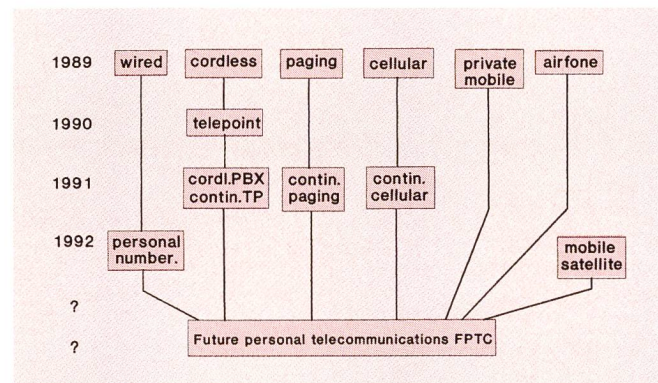 1989 wired cordless paging cellular private airfone
mobile
1990 telepoint
1991 cordl.PBX contin. contin.
contin.TP paging cellular
1992 personal mobile
number. satellite
?
Future personal telecommunications FPTC
?